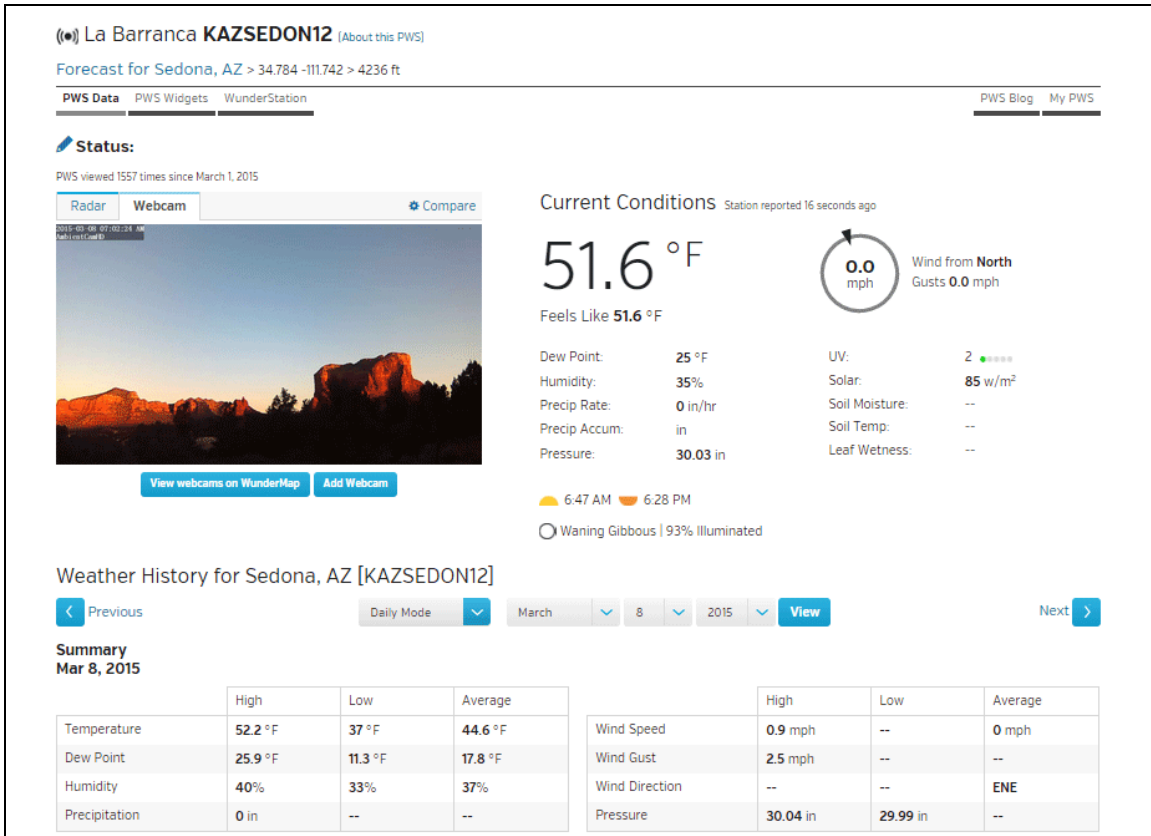 La Barranca KAZSEDON12 (About this PWS)
Forecast for Sedona, AZ > 34.784 -111.742 > 4236 ft
PWS Data PWS Widgets WunderStation PWS Blog My PWS
Status:
PWS viewed 1557 times since March 1, 2015
Radar Webcam Compare
2015-03-08 07:02:24 AM
AmbientCamHD
View webcams on WunderMap Add Webcam
Current Conditions Station reported 16 seconds ago
51.6 °F
Feels Like 51.6 °F
0.0
mph
Wind from North
Gusts 0.0 mph
Dew Point: 25 °F
Humidity: 35%
Precip Rate: 0 in/hr
Precip Accum: in
Pressure: 30.03 in
UV: 2
Solar: 85 w/m²
Soil Moisture: --
Soil Temp: --
Leaf Wetness: --
6:47 AM 6:28 PM
Waning Gibbous | 93% Illuminated
Weather History for Sedona, AZ [KAZSEDON12]
Previous Daily Mode March 8 2015 View Next
Summary
Mar 8, 2015
High Low Average
Temperature 52.2 °F 37 °F 44.6 °F
Dew Point 25.9 °F 11.3 °F 17.8 °F
Humidity 40% 33% 37%
Precipitation 0 in -- --
High Low Average
Wind Speed 0.9 mph -- 0 mph
Wind Gust 2.5 mph -- --
Wind Direction -- -- ENE
Pressure 30.04 in 29.99 in --